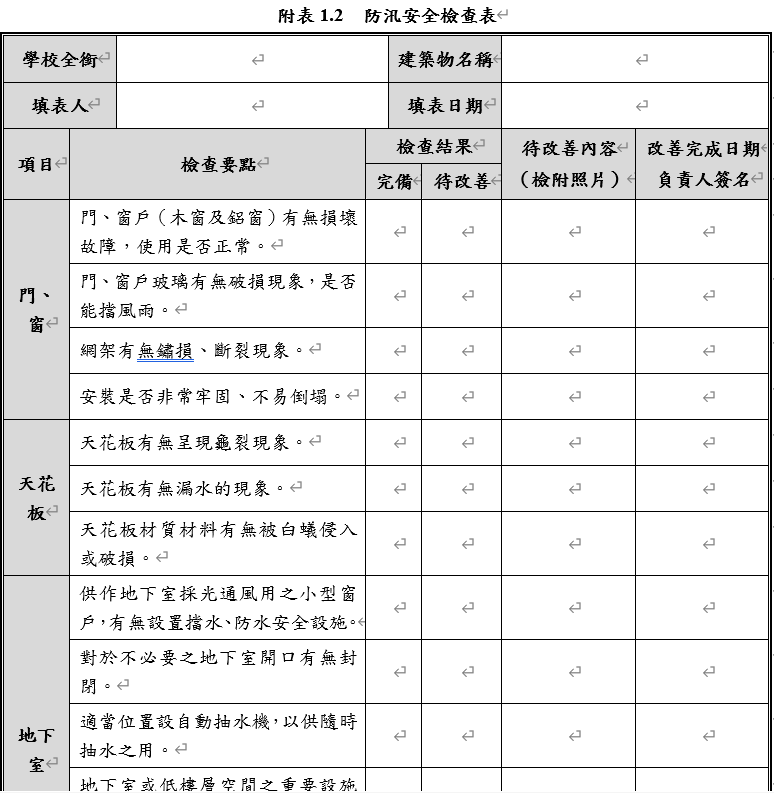 附表 1.2 防汛安全檢查表
學校全銜 建築物名稱
填表人 填表日期
項目 檢查要點 檢查結果 待改善內容 改善完成日期
完備 待改善 （檢附照片） 負責人簽名
門、
窗
門、窗戶（木窗及鋁窗）有無損壞
故障，使用是否正常。
門、窗戶玻璃有無破損現象，是否
能擋風雨。
網架有無鏽損、斷裂現象。
安裝是否非常牢固、不易倒塌。
天花
板
天花板有無呈現龜裂現象。
天花板有無漏水的現象。
天花板材質材料有無被白蟻侵入
或破損。
地下
室
供作地下室採光通風用之小型窗
戶，有無設置擋水、防水安全設施。
對於不必要之地下室開口有無封
閉。
適當位置設自動抽水機，以供隨時
抽水之用。
地下室或低樓層空間之重要設施